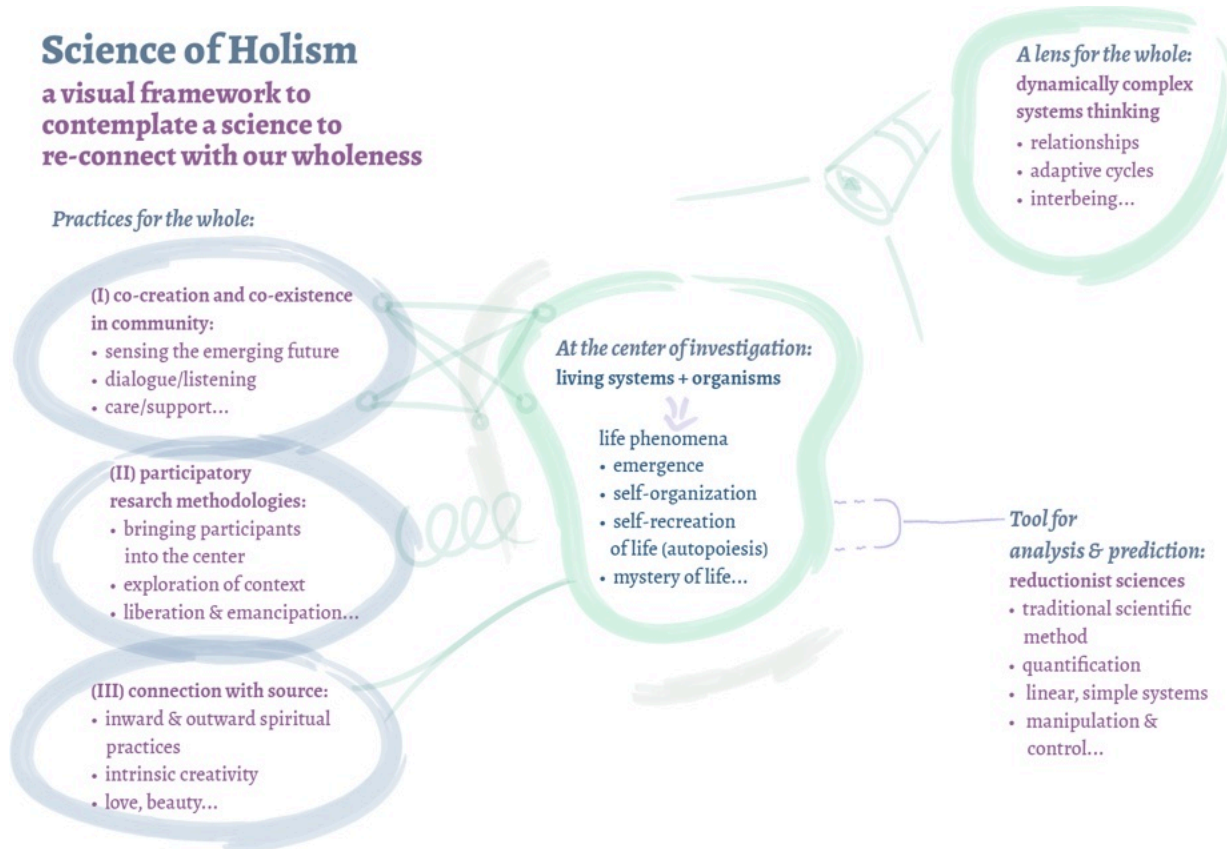 Science of Holism
a visual framework to
contemplate a science to
re-connect with our wholeness
Practices for the whole:
(I) co-creation and co-existence
in community:
• sensing the emerging future
• dialogue/listening
• care/support...
(II) participatory
resarch methodologies:
• bringing participants
into the center
• exploration of context
• liberation & emancipation...
(III) connection with source:
• inward & outward spiritual
practices
• intrinsic creativity
• love, beauty...
At the center of investigation:
living systems + organisms
life phenomena
• emergence
• self-organization
• self-recreation
of life (autopoiesis)
• mystery of life...
A lens for the whole:
dynamically complex
systems thinking
• relationships
• adaptive cycles
• interbeing...
Tool for
analysis & prediction:
reductionist sciences
• traditional scientific
method
• quantification
• linear, simple systems
• manipulation &
control...